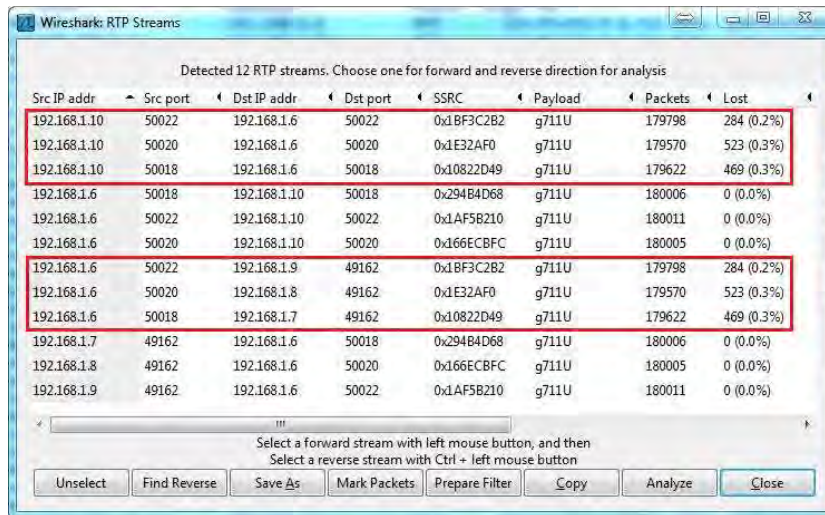 Wireshark: RTP Streams
Detected 12 RTP streams. Choose one for forward and reverse direction for analysis
Src IP addr Src port Dst IP addr Dst port SSRC Payload Packets Lost
192.168.1.10 50022 192.168.1.6 50022 0x1BF3C2B2 g711U 179798 284 (0.2%)
192.168.1.10 50020 192.168.1.6 50020 0x1E32AF0 g711U 179570 523 (0.3%)
192.168.1.10 50018 192.168.1.6 50018 0x10822D49 g711U 179622 469 (0.3%)
192.168.1.6 50018 192.168.1.10 50018 0x294B4D68 g711U 180006 0 (0.0%)
192.168.1.6 50022 192.168.1.10 50022 0x1AF5B210 g711U 180011 0 (0.0%)
192.168.1.6 50020 192.168.1.10 50020 0x166ECBFC g711U 180005 0 (0.0%)
192.168.1.6 50022 192.168.1.9 49162 0x1BF3C2B2 g711U 179798 284 (0.2%)
192.168.1.6 50020 192.168.1.8 49162 0x1E32AF0 g711U 179570 523 (0.3%)
192.168.1.6 50018 192.168.1.7 49162 0x10822D49 g711U 179622 469 (0.3%)
192.168.1.7 49162 192.168.1.6 50018 0x294B4D68 g711U 180006 0 (0.0%)
192.168.1.8 49162 192.168.1.6 50020 0x166ECBFC g711U 180005 0 (0.0%)
192.168.1.9 49162 192.168.1.6 50022 0x1AF5B210 g711U 180011 0 (0.0%)
Select a forward stream with left mouse button, and then
Select a reverse stream with Ctrl + left mouse button
Unselect Find Reverse Save As Mark Packets Prepare Filter Copy Analyze Close